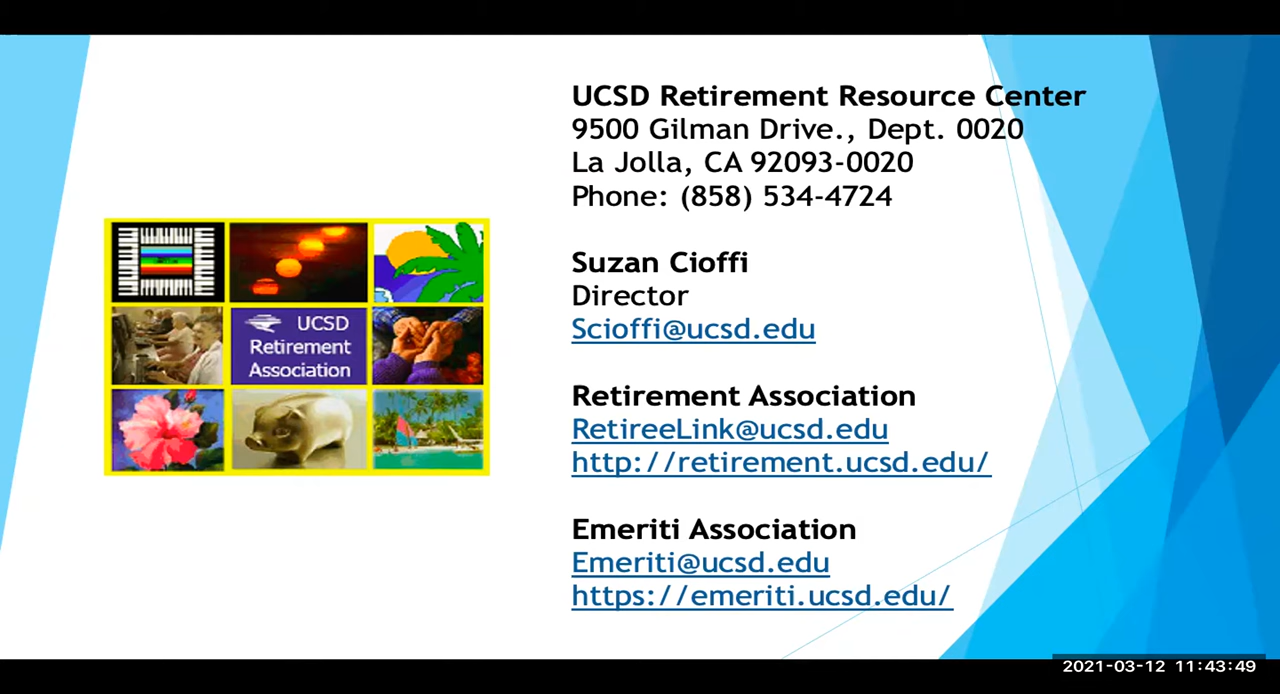 UCSD Retirement Resource Center
9500 Gilman Drive., Dept. 0020
La Jolla, CA 92093-0020
Phone: (858) 534-4724
Suzan Cioffi
Director
Scioffi@ucsd.edu
Retirement Association
RetireeLink@ucsd.edu
http://retirement.ucsd.edu/
Emeriti Association
Emeriti@ucsd.edu
https://emeriti.ucsd.edu/
UCSD
Retirement
Association
2021-03-12 11:43:49